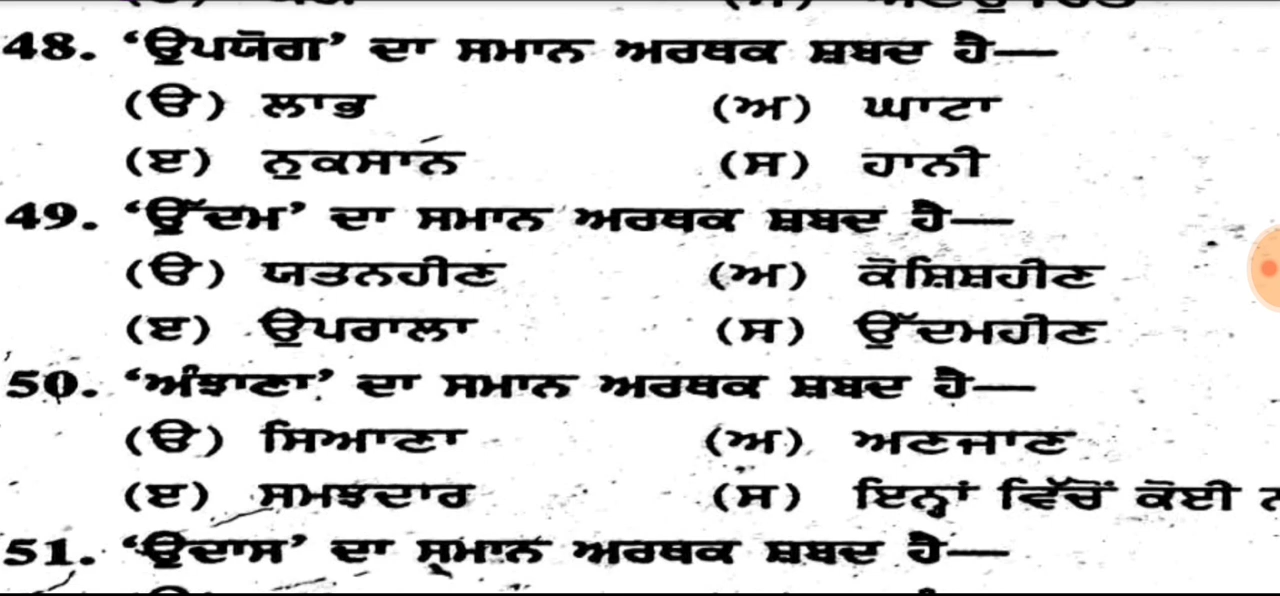 48. ‘ਉਪਯੋਗ’ ਦਾ ਸਮਾਨ ਅਰਥਕ ਸ਼ਬਦ ਹੈ—
(ੳ) ਲਾਭ (ਅ) ਘਾਟਾ
(ੲ) ਨੁਕਸਾਨ (ਸ) ਹਾਨੀ
49. ‘ਉੱਦਮ’ ਦਾ ਸਮਾਨ ਅਰਥਕ ਸ਼ਬਦ ਹੈ—
(ੳ) ਯਤਨਹੀਣ (ਅ) ਕੋਸ਼ਿਸ਼ਹੀਣ
(ੲ) ਉਪਰਾਲਾ (ਸ) ਉੱਦਮਹੀਣ
50. ‘ਅੰਞਾਣਾ’ ਦਾ ਸਮਾਨ ਅਰਥਕ ਸ਼ਬਦ ਹੈ—
(ੳ) ਸਿਆਣਾ (ਅ) ਅਣਜਾਣ
(ੲ) ਸਮਝਦਾਰ (ਸ) ਇਨ੍ਹਾਂ ਵਿੱਚੋਂ ਕੋਈ
51. ‘ਉਦਾਸ’ ਦਾ ਸਮਾਨ ਅਰਥਕ ਸ਼ਬਦ ਹੈ—